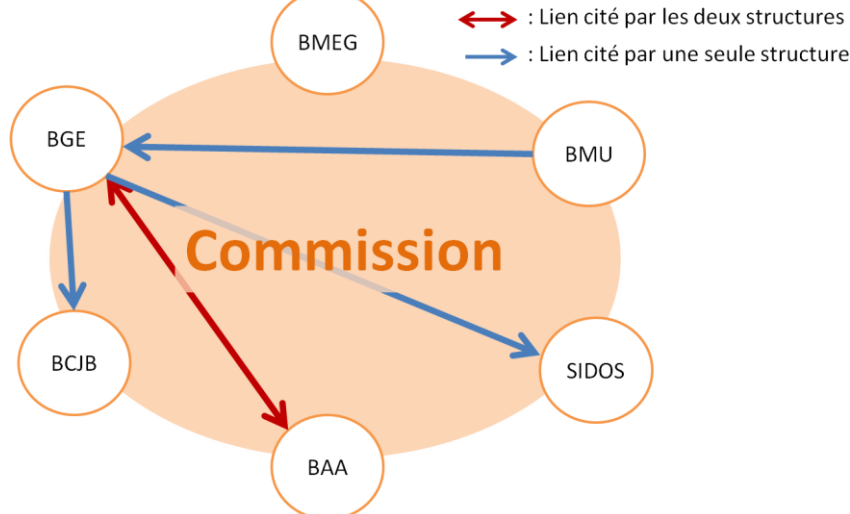 : Lien cité par les deux structures
: Lien cité par une seule structure
BMEG
BGE
BMU
Commission
BCJB
SIDOS
BAA